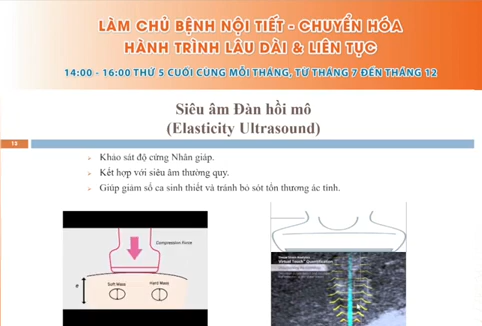 LÀM CHỦ BỆNH NỘI TIẾT - CHUYỂN HÓA
HÀNH TRÌNH LÂU DÀI & LIÊN TỤC
14:00 - 16:00 THỨ 5 CUỐI CÙNG MỖI THÁNG, TỪ THÁNG 7 ĐẾN THÁNG 12
Siêu âm Đàn hồi mô
(Elasticity Ultrasound)
13
Khảo sát độ cứng Nhân giáp.
Kết hợp với siêu âm thường quy.
Giúp giảm số ca sinh thiết và tránh bỏ sót tổn thương ác tính.
Compression Force
Soft Mass
Hard Mass
Virtual Touch Quantification